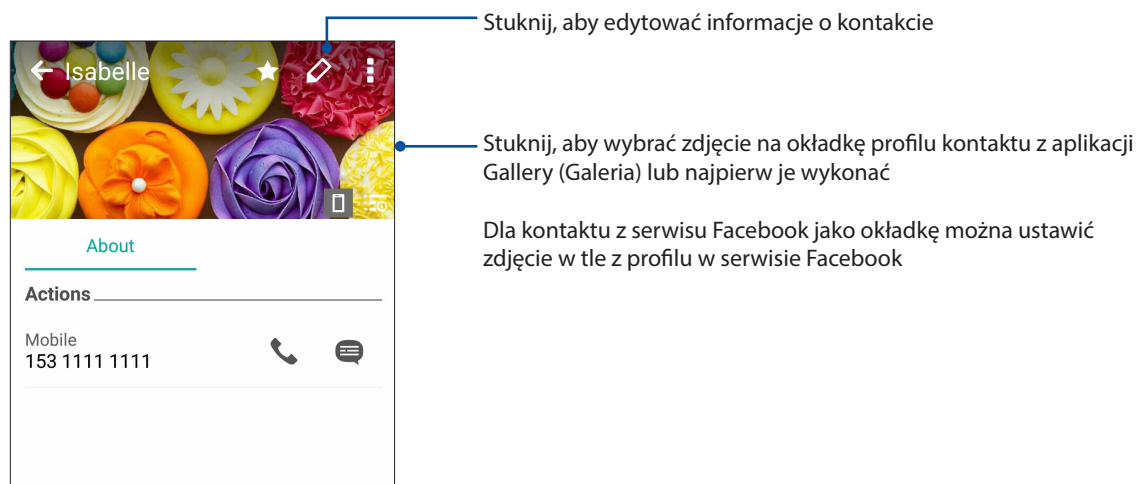 Stuknij, aby edytować informacje o kontakcie
Isabelle
Stuknij, aby wybrać zdjęcie na okładkę profilu kontaktu z aplikacji
Gallery (Galeria) lub najpierw je wykonać
Dla kontaktu z serwisu Facebook jako okładkę można ustawić
zdjęcie w tle z profilu w serwisie Facebook
About
Actions
Mobile
153 1111 1111